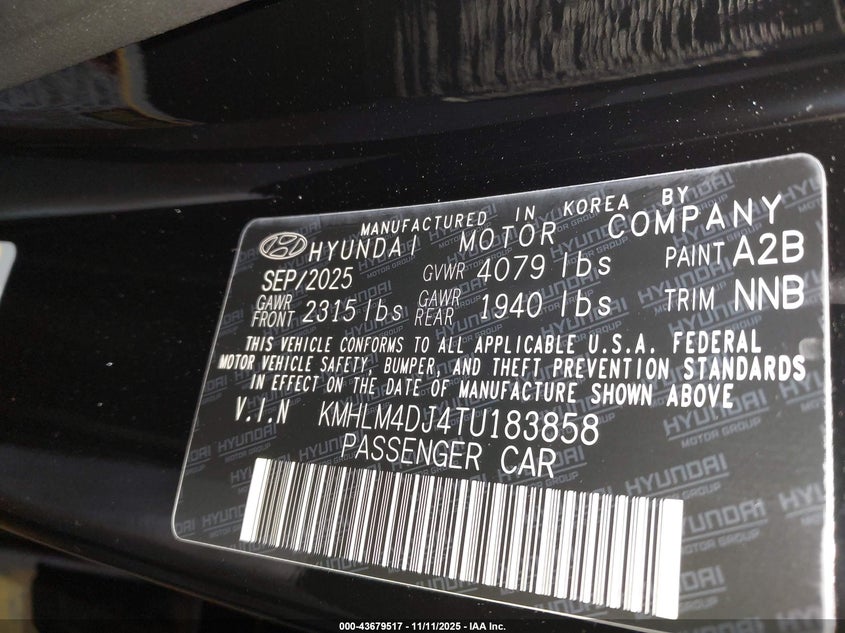 MANUFACTURED IN KOREA BY
HYUNDAI MOTOR COMPANY
SEP/2025 GVWR 4079 lbs PAINT A2B
GAWR FRONT 2315 lbs GAWR REAR 1940 lbs TRIM NNB
THIS VEHICLE CONFORMS TO ALL APPLICABLE U.S.A. FEDERAL
MOTOR VEHICLE SAFETY, BUMPER, AND THEFT PREVENTION STANDARDS
IN EFFECT ON THE DATE OF MANUFACTURE SHOWN ABOVE
V.I.N KMHLM4DJ4TU183858
PASSENGER CAR
HYUNDAI
MOTOR GROUP
000-43679517 - 11/11/2025 - IAA Inc.